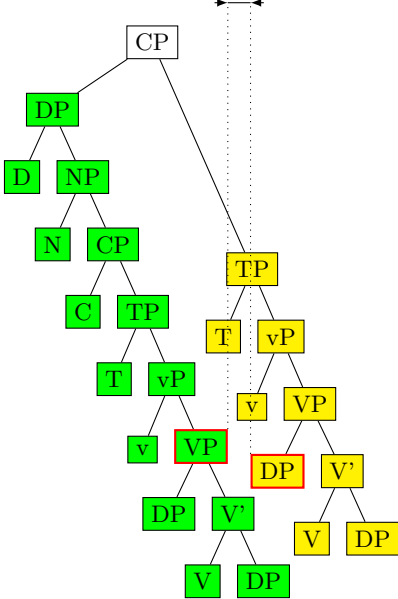 CP
DP
D NP
N CP
TP
C TP
T vP
T vP
v VP
v VP
DP V'
DP V'
V DP
V DP